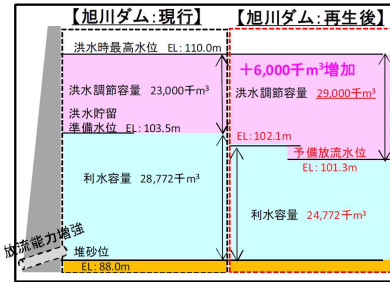 【旭川ダム:現行】
【旭川ダム:再生後】
洪水時最高水位 EL: 110.0m
洪水調節容量 23,000千m³
洪水貯留
準備水位 EL: 103.5m
利水容量 28,772千m³
堆砂位
EL: 88.0m
放流能力増強
+6,000千m³増加
洪水調節容量 29,000千m³
EL: 102.1m
予備放流水位
EL: 101.3m
利水容量 24,772千m³